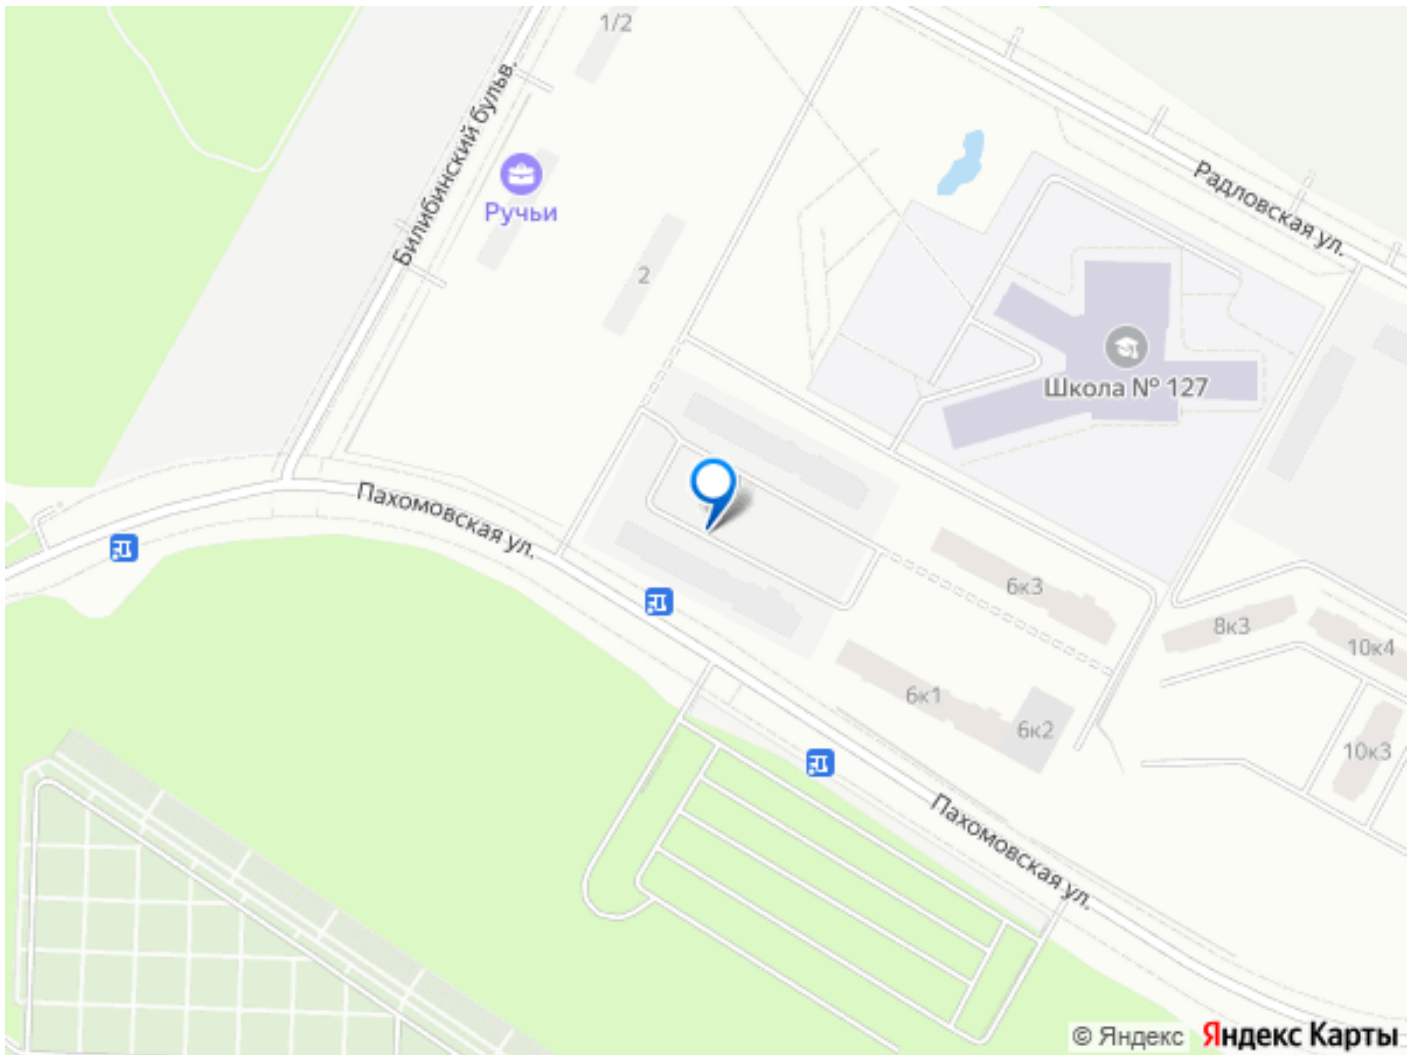 1/2
Билибинский бульв.
Ручьи
2
Радловская ул.
Школа № 127
Пахомовская ул.
6к3
8к3
10к4
6к1
6к2
10к3
Пахомовская ул.
© Яндекс Яндекс Карты